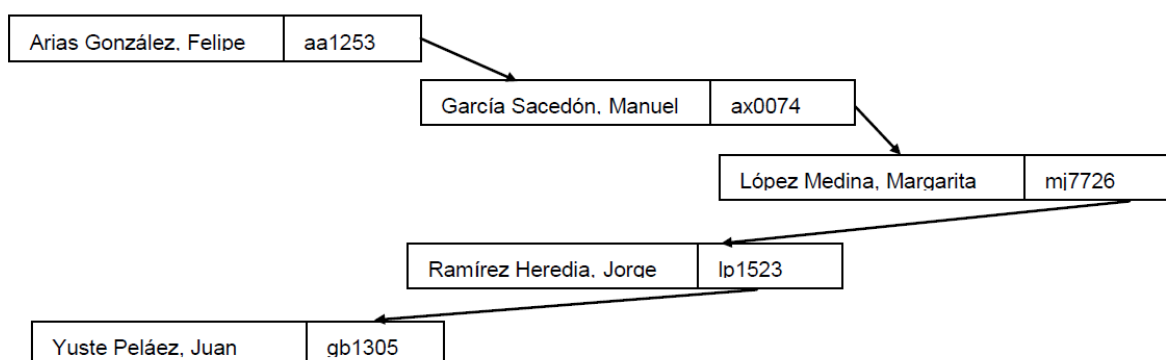 Arias González, Felipe aa1253
García Sacedón, Manuel ax0074
López Medina, Margarita mj7726
Ramírez Heredia, Jorge lp1523
Yuste Peláez, Juan gb1305